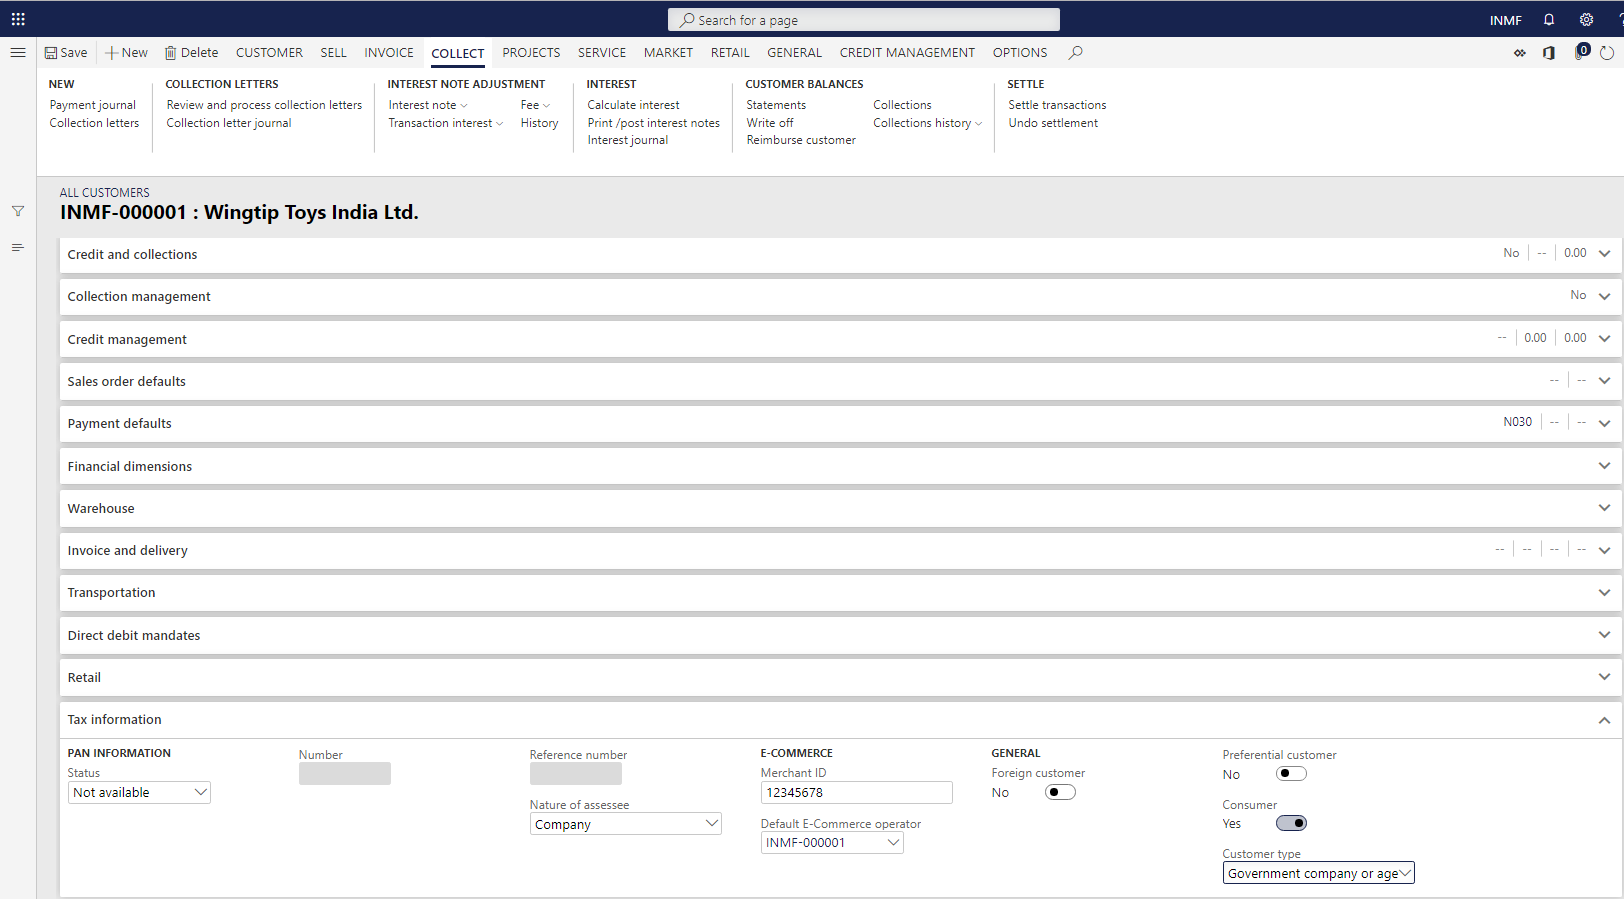 Search for a page
INMF
Save
New
Delete
CUSTOMER
SELL
INVOICE
COLLECT
PROJECTS
SERVICE
MARKET
RETAIL
GENERAL
CREDIT MANAGEMENT
OPTIONS
0
NEW
Payment journal
Collection letters
COLLECTION LETTERS
Review and process collection letters
Collection letter journal
INTEREST NOTE ADJUSTMENT
Interest note
Transaction interest
Fee
History
INTEREST
Calculate interest
Print /post interest notes
Interest journal
CUSTOMER BALANCES
Statements
Write off
Reimburse customer
Collections
Collections history
SETTLE
Settle transactions
Undo settlement
ALL CUSTOMERS
INMF-000001 : Wingtip Toys India Ltd.
Credit and collections No -- 0.00
Collection management No
Credit management -- 0.00 0.00
Sales order defaults -- --
Payment defaults N030 -- --
Financial dimensions
Warehouse
Invoice and delivery -- -- -- --
Transportation
Direct debit mandates
Retail
Tax information
PAN INFORMATION
Status
Not available
Number
Reference number
Nature of assessee
Company
E-COMMERCE
Merchant ID
12345678
Default E-Commerce operator
INMF-000001
GENERAL
Foreign customer
No
Preferential customer
No
Consumer
Yes
Customer type
Government company or age